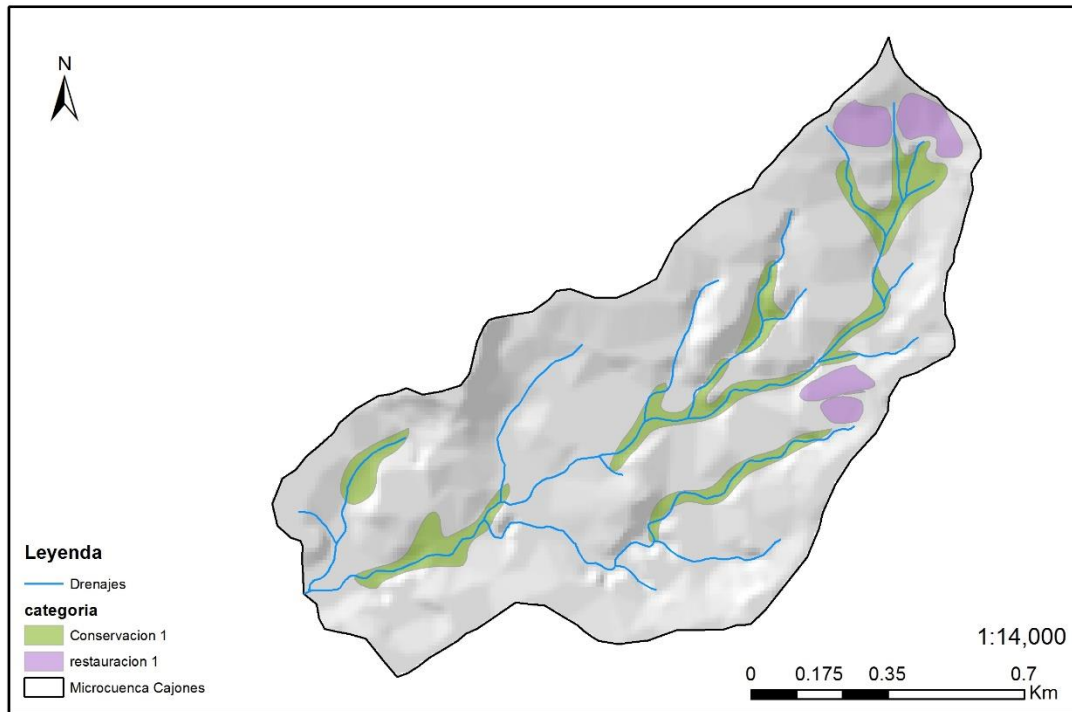 N
Leyenda
Drenajes
categoria
Conservacion 1
restauracion 1
Microcuenca Cajones
1:14,000
0 0.175 0.35 0.7
Km